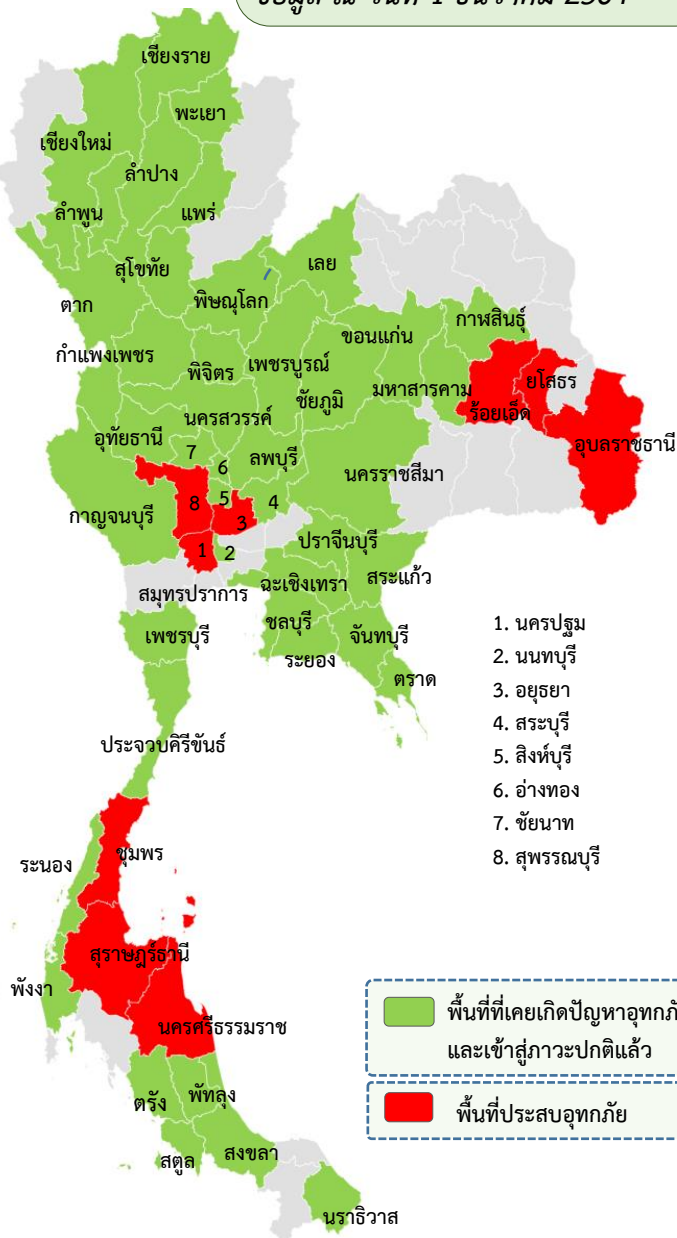 เชียงราย
พะเยา
เชียงใหม่
ลำปาง
ลำพูน
แพร่
สุโขทัย
เลย
ตาก
พิษณุโลก
กาฬสินธุ์
ขอนแก่น
กำแพงเพชร
เพชรบูรณ์
พิจิตร
มหาสารคาม
ยโสธร
ชัยภูมิ
ร้อยเอ็ด
นครสวรรค์
อุทัยธานี
อุบลราชธานี
7
ลพบุรี
6
นครราชสีมา
8
5
4
กาญจนบุรี
3
ปราจีนบุรี
1
2
สระแก้ว
ฉะเชิงเทรา
สมุทรปราการ
ชลบุรี
จันทบุรี
เพชรบุรี
ระยอง
ตราด
1. นครปฐม
2. นนทบุรี
3. อยุธยา
4. สระบุรี
5. สิงห์บุรี
6. อ่างทอง
7. ชัยนาท
8. สุพรรณบุรี
ประจวบคิรีขันธ์
ชุมพร
ระนอง
สุราษฎร์ธานี
พังงา
นครศรีธรรมราช
ตรัง
พัทลุง
สตูล
สงขลา
นราธิวาส
พื้นที่ที่เคยเกิดปัญหาอุทกภั
และเข้าสู่ภาวะปกติแล้ว
พื้นที่ประสบอุทกภัย